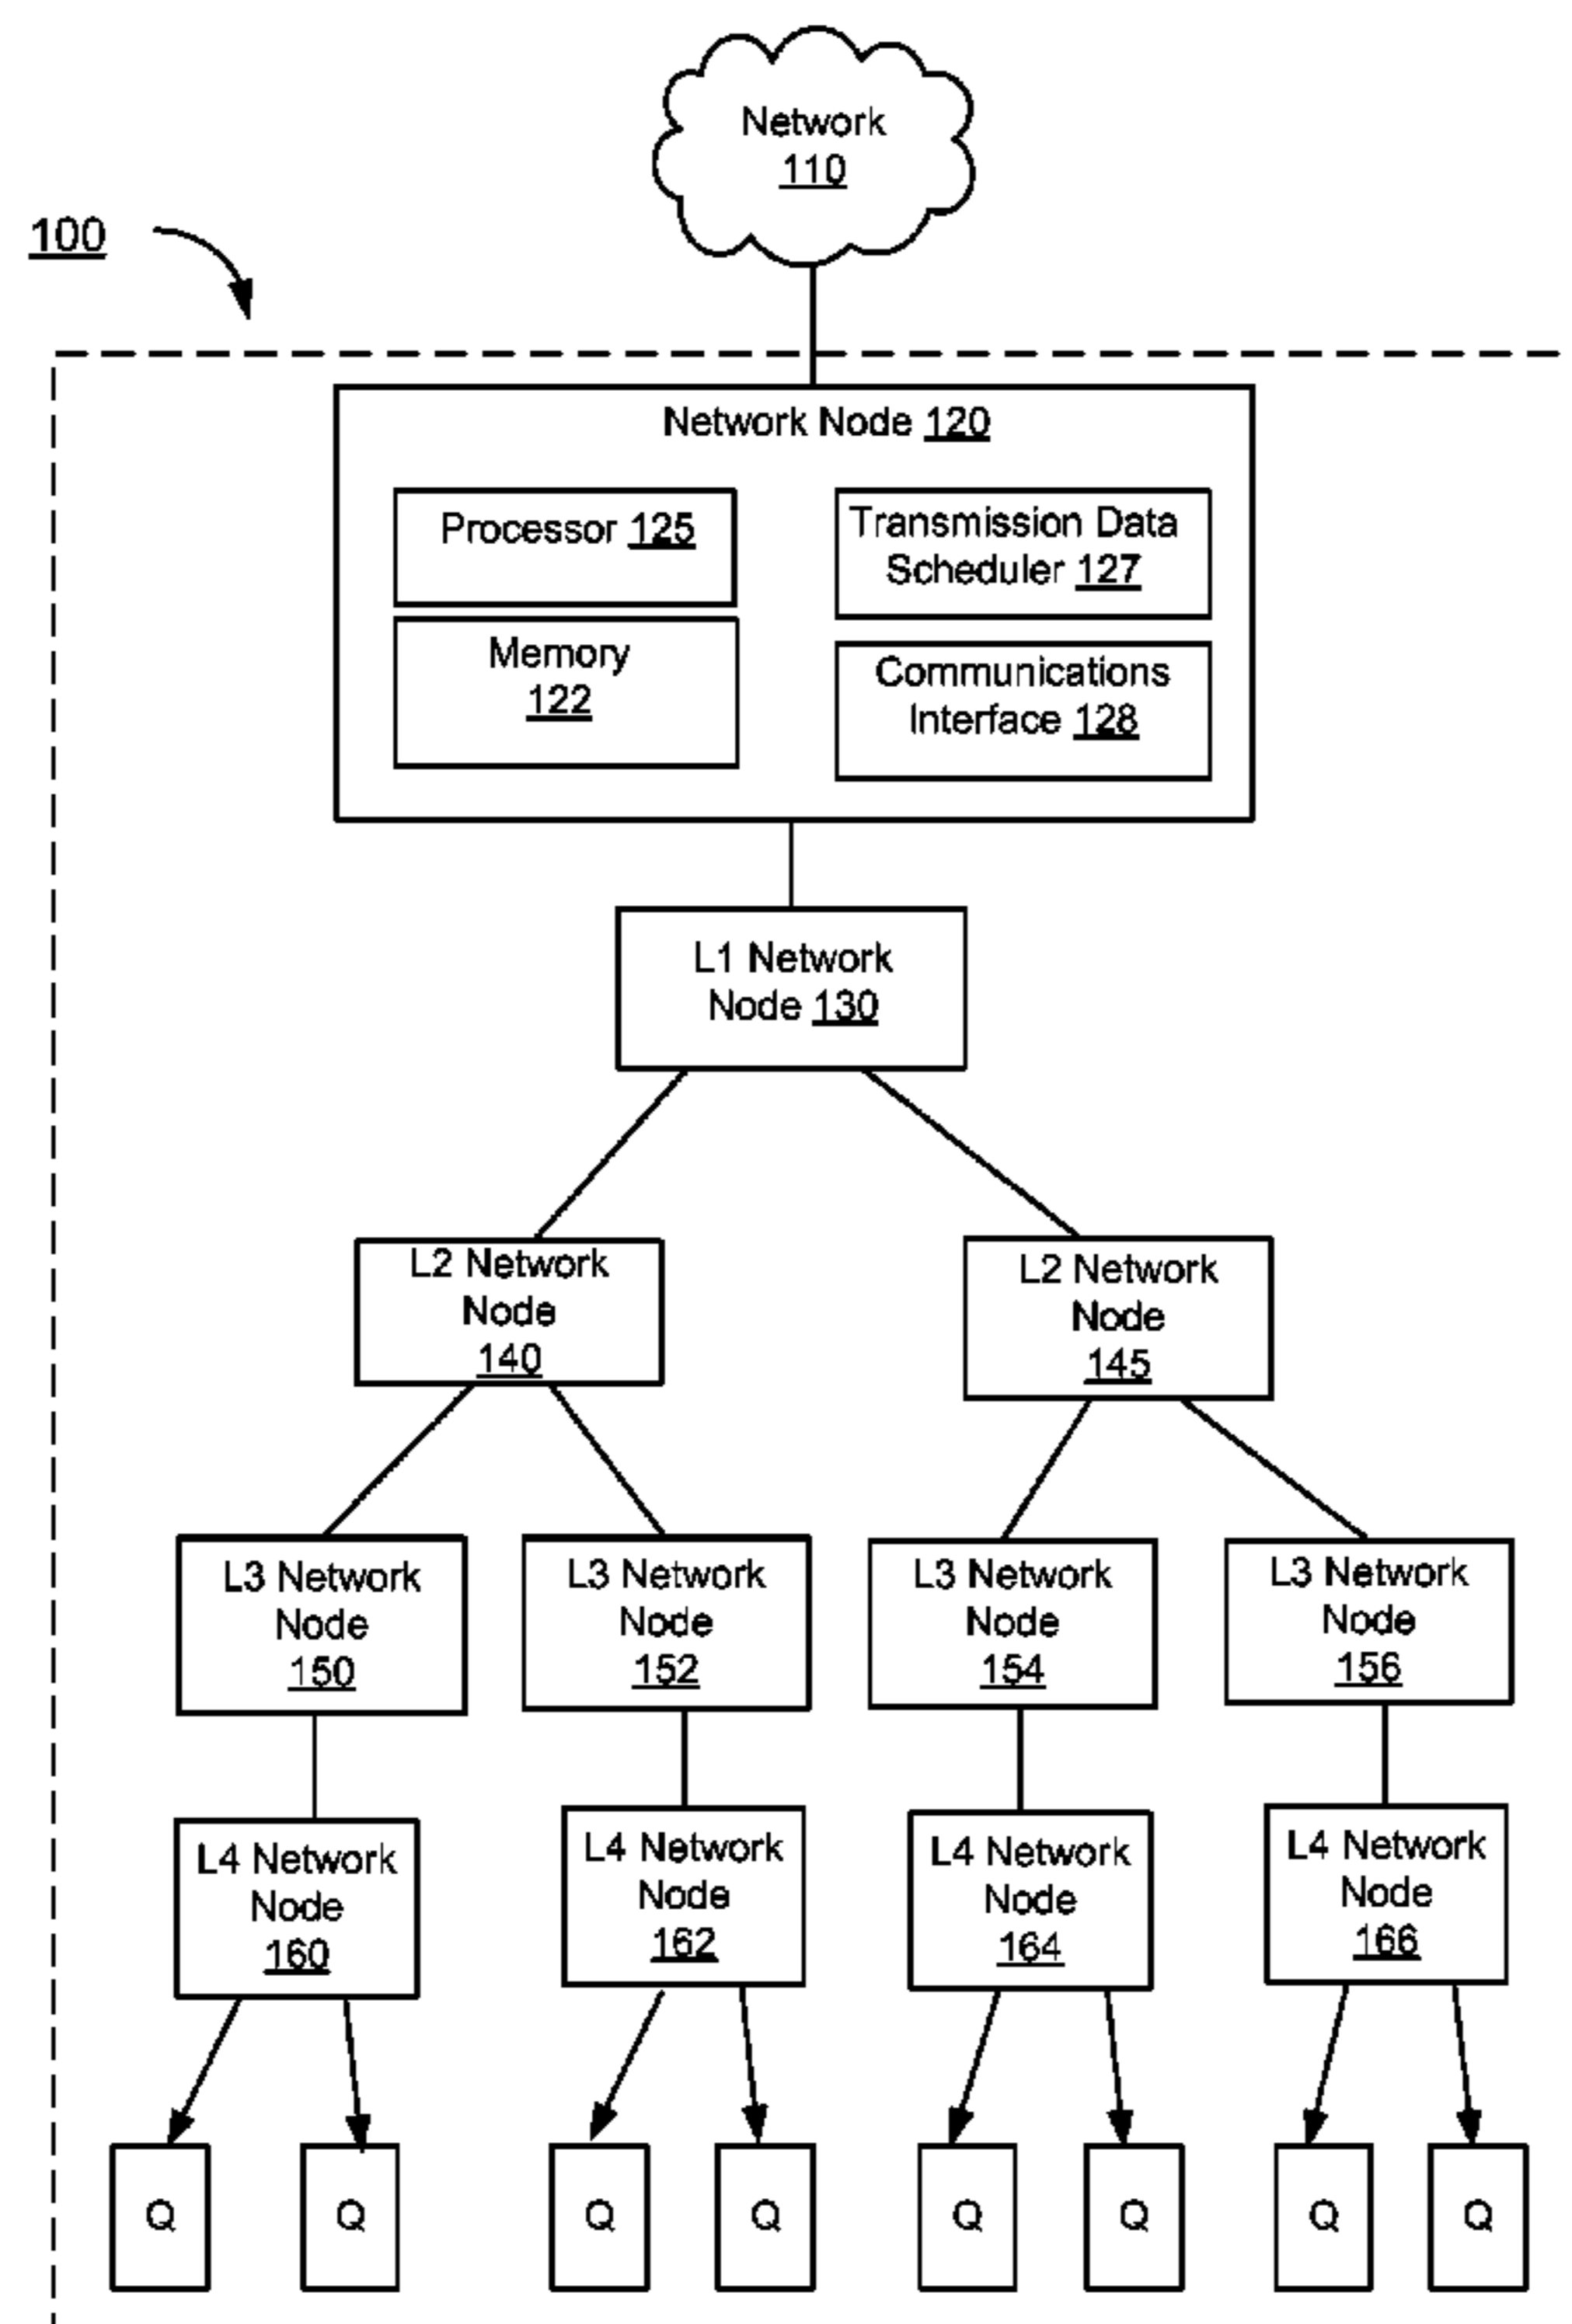 Network
110
100
Network Node 120
Processor 125
Transmission Data
Scheduler 127
Memory
122
Communications
Interface 128
L1 Network
Node 130
L2 Network
Node
140
L2 Network
Node
145
L3 Network
Node
150
L3 Network
Node
152
L3 Network
Node
154
L3 Network
Node
156
L4 Network
Node
160
L4 Network
Node
162
L4 Network
Node
164
L4 Network
Node
166
Q
Q
Q
Q
Q
Q
Q
Q